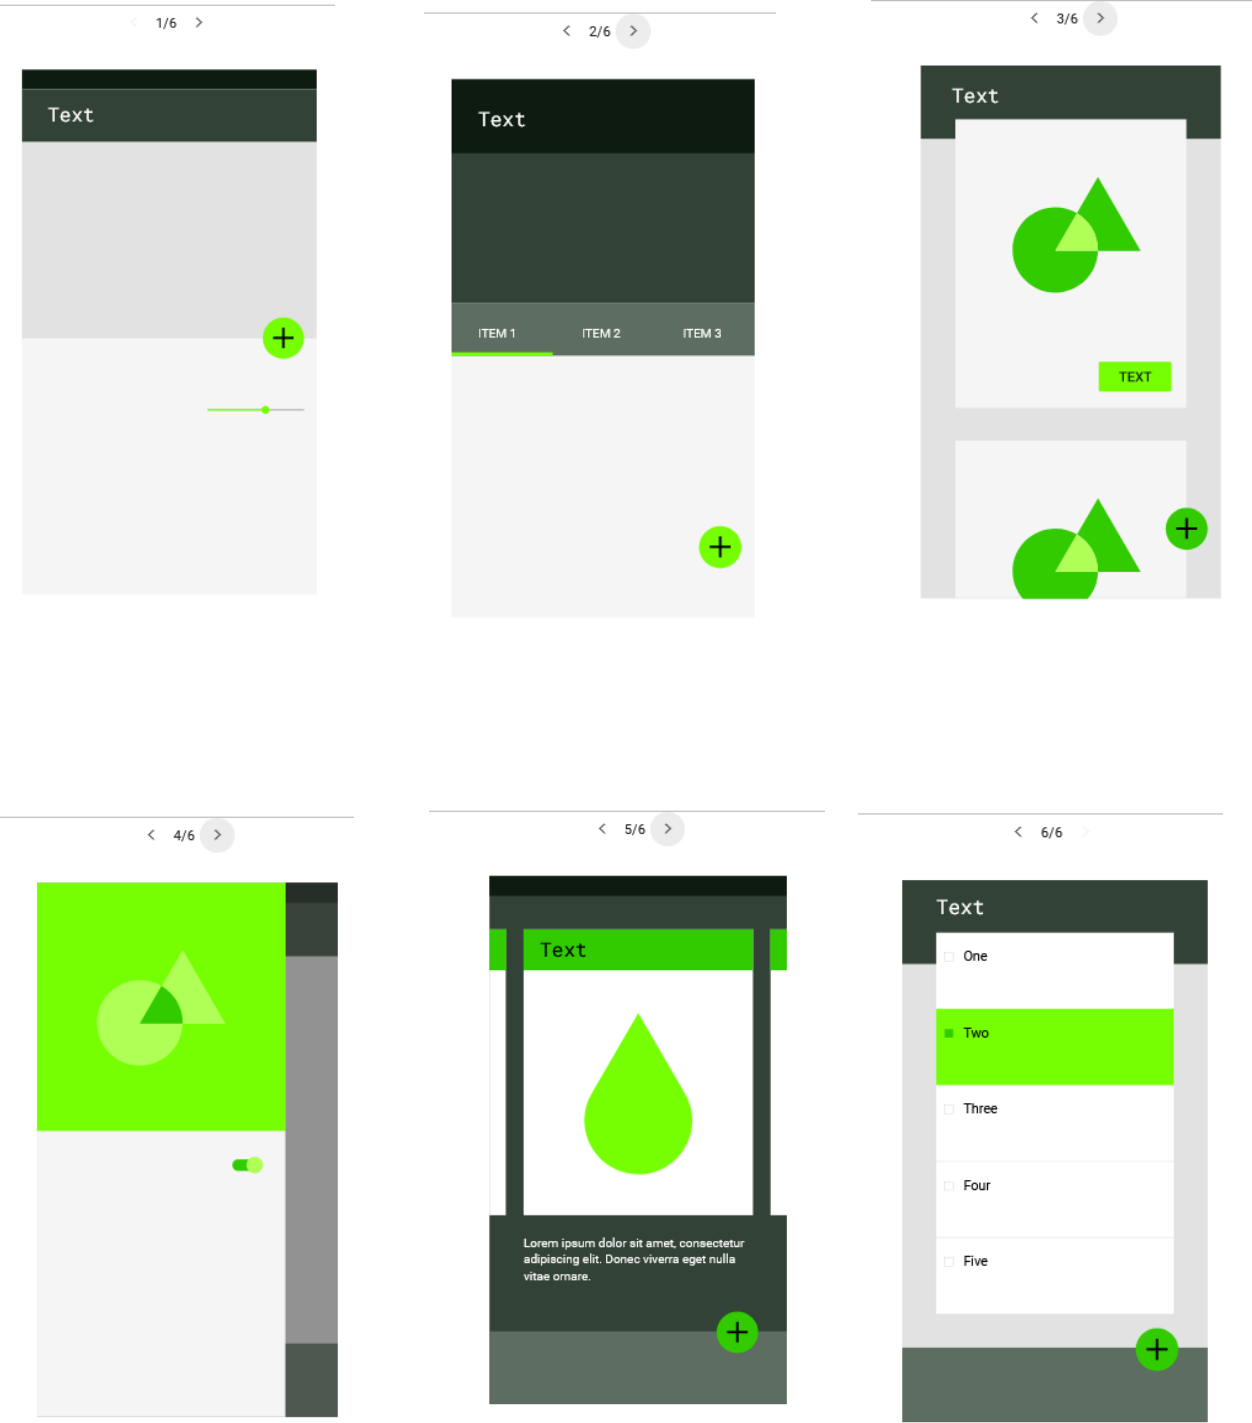 1/6
Text
2/6
Text
ITEM 1
ITEM 2
ITEM 3
3/6
Text
TEXT
4/6
5/6
Text
Lorem ipsum dolor sit amet, consectetur
adipiscing elit. Donec viverra eget nulla
vitae ornare.
6/6
Text
One
Two
Three
Four
Five